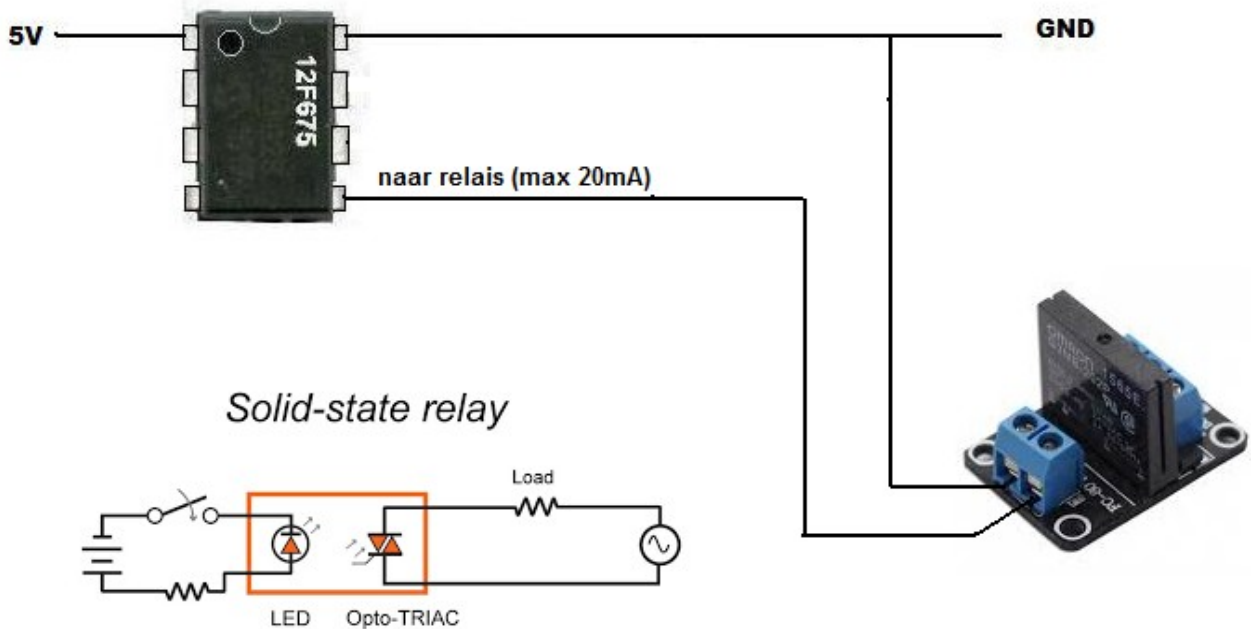 5V
GND
12F675
naar relais (max 20mA)
Solid-state relay
Load
LED
Opto-TRIAC